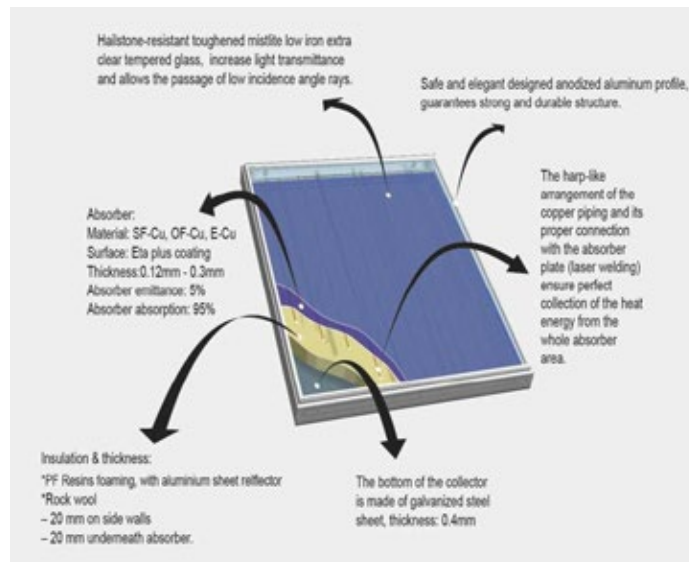 Hailstone-resistant toughened mistlite low iron extra
clear tempered glass, increase light transmittance
and allows the passage of low incidence angle rays.
Safe and elegant designed anodized aluminum profile,
guarantees strong and durable structure.
The harp-like
arrangement of the
copper piping and its
proper connection
with the absorber
plate (laser welding)
ensure perfect
collection of the heat
energy from the
whole absorber
area.
Absorber:
Material: SF-Cu, OF-Cu, E-Cu
Surface: Eta plus coating
Thickness:0.12mm - 0.3mm
Absorber emittance: 5%
Absorber absorption: 95%
Insulation & thickness:
*PF Resins foaming, with aluminium sheet relflector
*Rock wool
– 20 mm on side walls
– 20 mm underneath absorber.
The bottom of the collector
is made of galvanized steel
sheet, thickness: 0.4mm